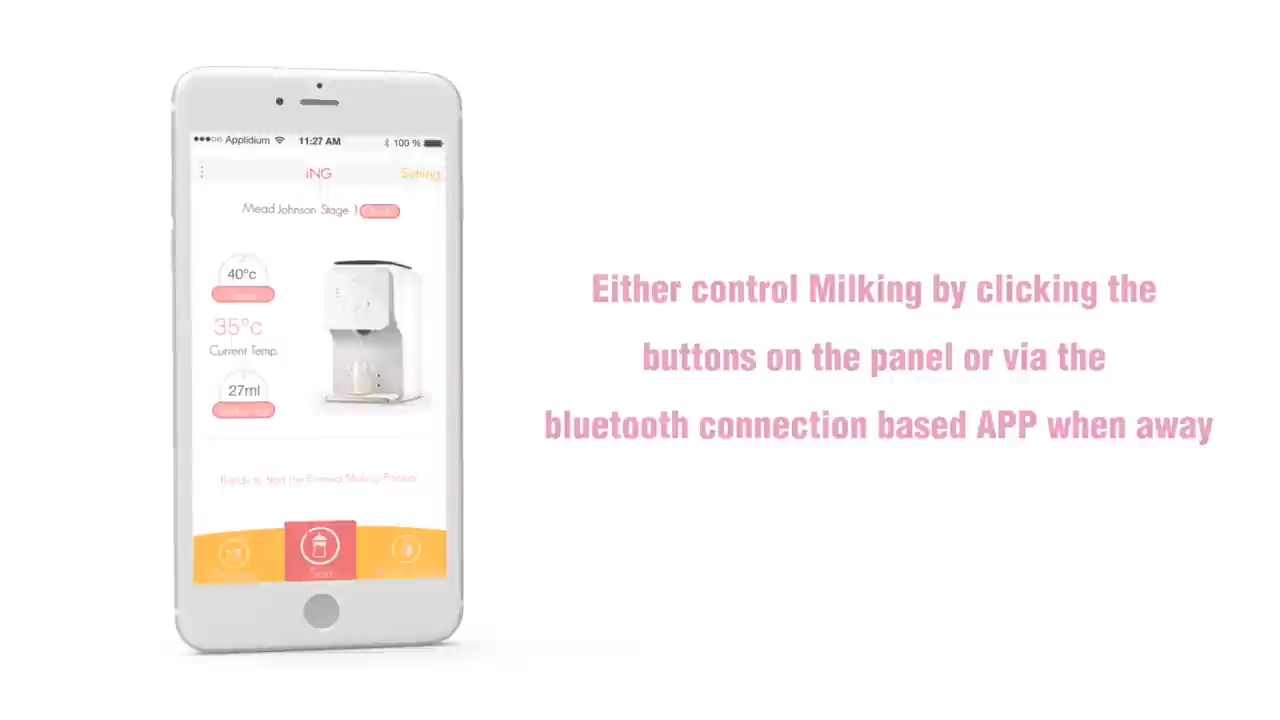 Applidium 11:27 AM 100 %
iNG Setting
Mead Johnson Stage 1
40°c
35°c
Current Temp.
27ml
Start
Either control Milking by clicking the
buttons on the panel or via the
bluetooth connection based APP when away